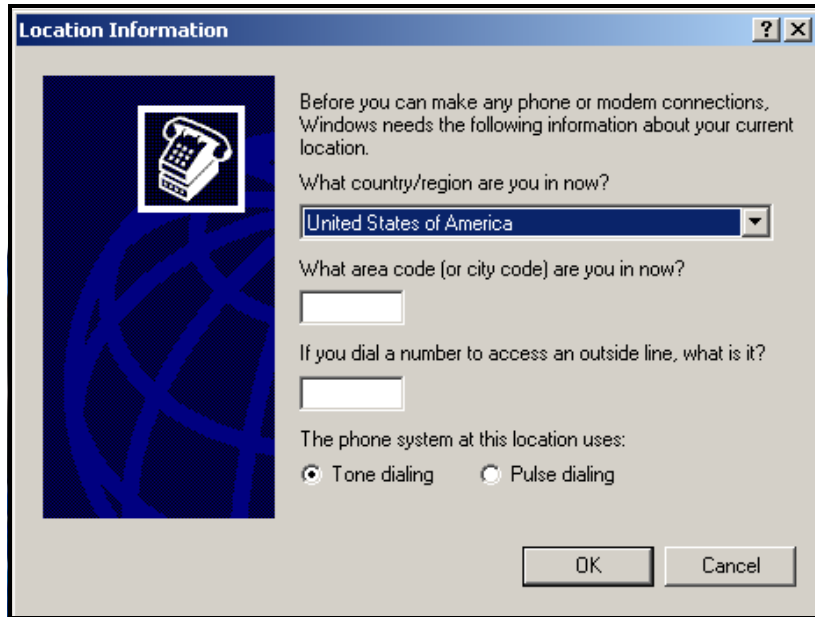 Location Information
Before you can make any phone or modem connections,
Windows needs the following information about your current
location.
What country/region are you in now?
United States of America
What area code (or city code) are you in now?
If you dial a number to access an outside line, what is it?
The phone system at this location uses:
Tone dialing Pulse dialing
OK Cancel